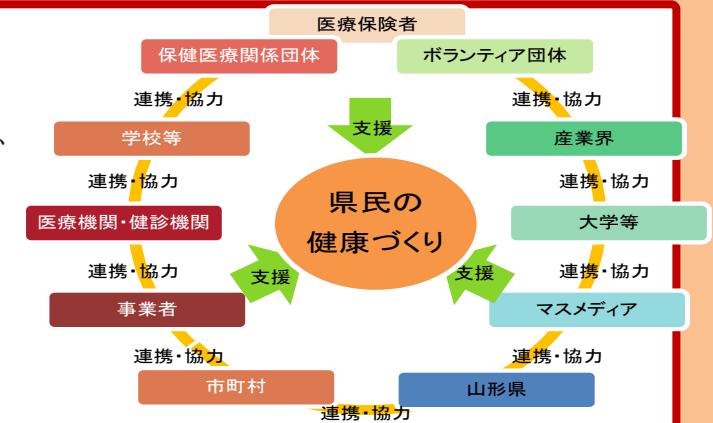 医療保険者
保健医療関係団体
ボランティア団体
連携・協力
連携・協力
支援
、
学校等
産業界
連携・協力
連携・協力
県民の
健康づくり
医療機関・健診機関
大学等
連携・協力
支援
支援
連携・協力
事業者
マスメディア
連携・協力
連携・協力
市町村
山形県
連携・協力